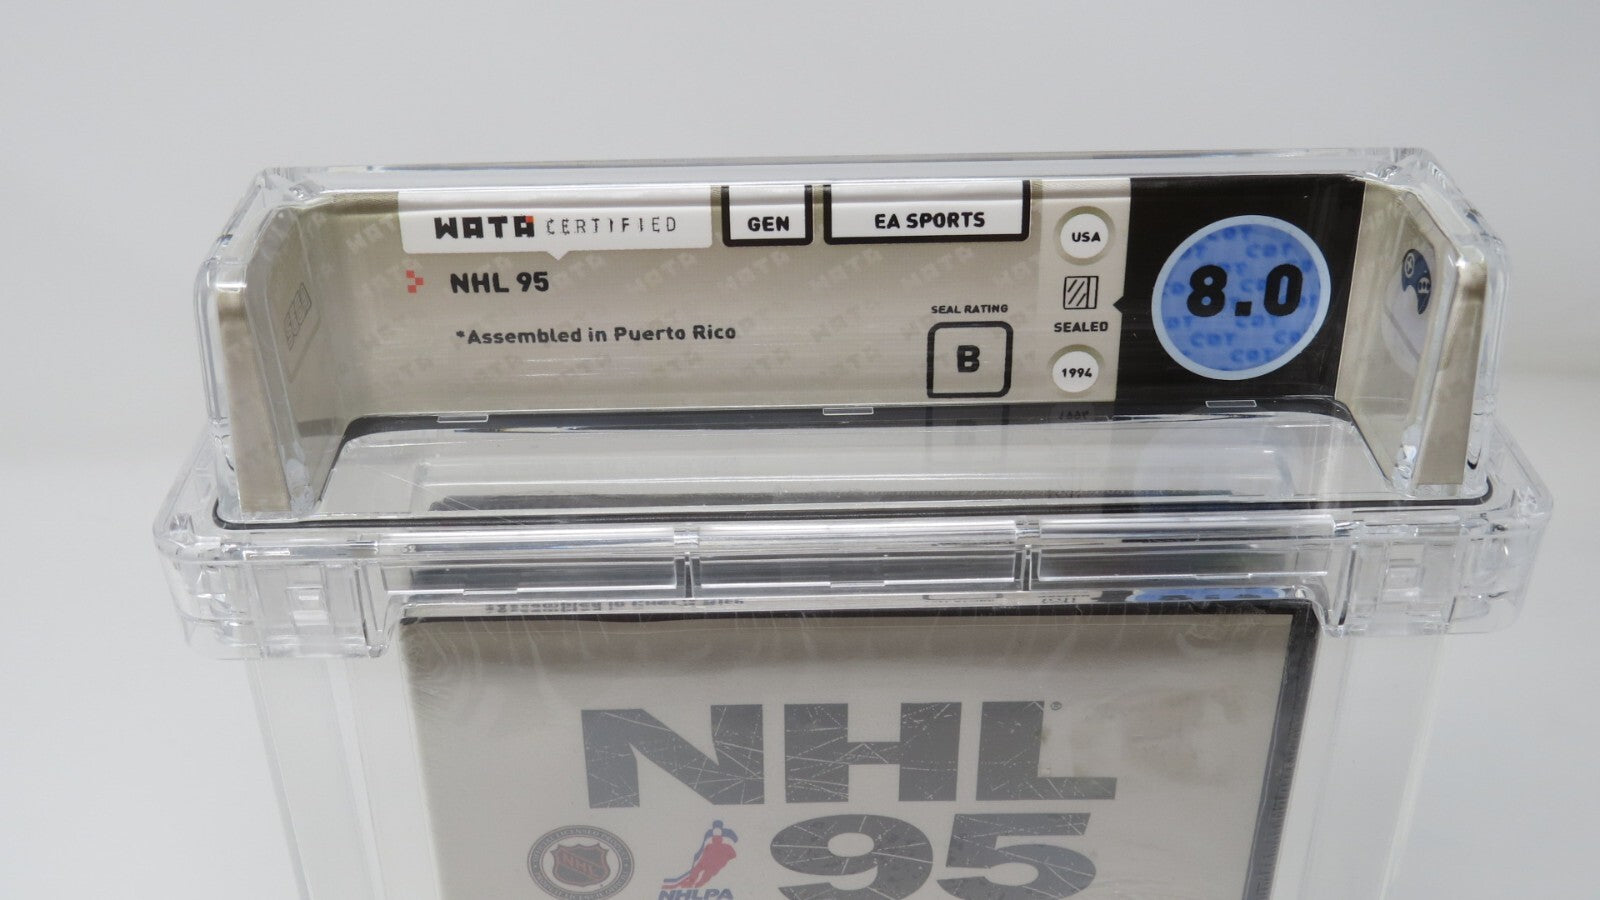 WATA CERTIFIED
GEN
EA SPORTS
NHL 95
*Assembled in Puerto Rico
SEAL RATING
B
USA
SEALED
1994
8.0
NHL®
95
NHL
NHLPA